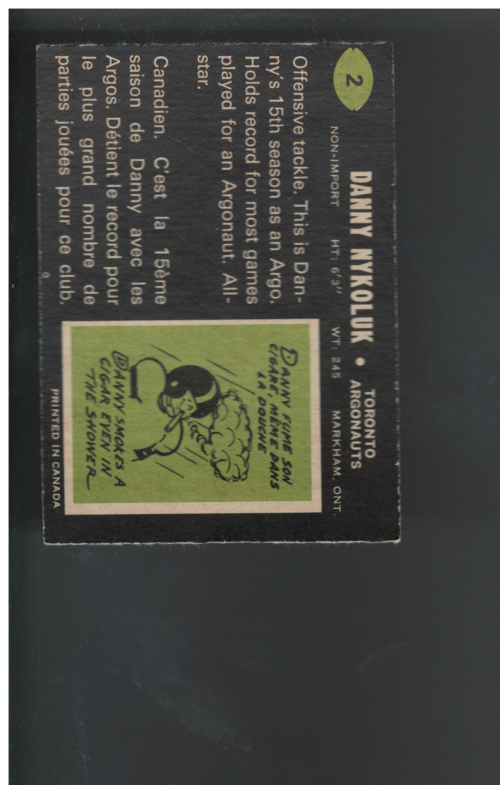 2
DANNY NYKOLUK • TORONTO ARGONAUTS
NON-IMPORT HT: 6'3" WT: 245 MARKHAM, ONT.
Offensive tackle. This is Dan-
ny's 15th season as an Argo.
Holds record for most games
played for an Argonaut. All-
star.
Canadien. C'est la 15ème
saison de Danny avec les
Argos. Détient le record pour
le plus grand nombre de
parties jouées pour ce club.
DANNY FUME SON
CIGARE, MÊME DANS
LA DOUCHE
DANNY SMOKES A
CIGAR EVEN IN
THE SHOWER
PRINTED IN CANADA